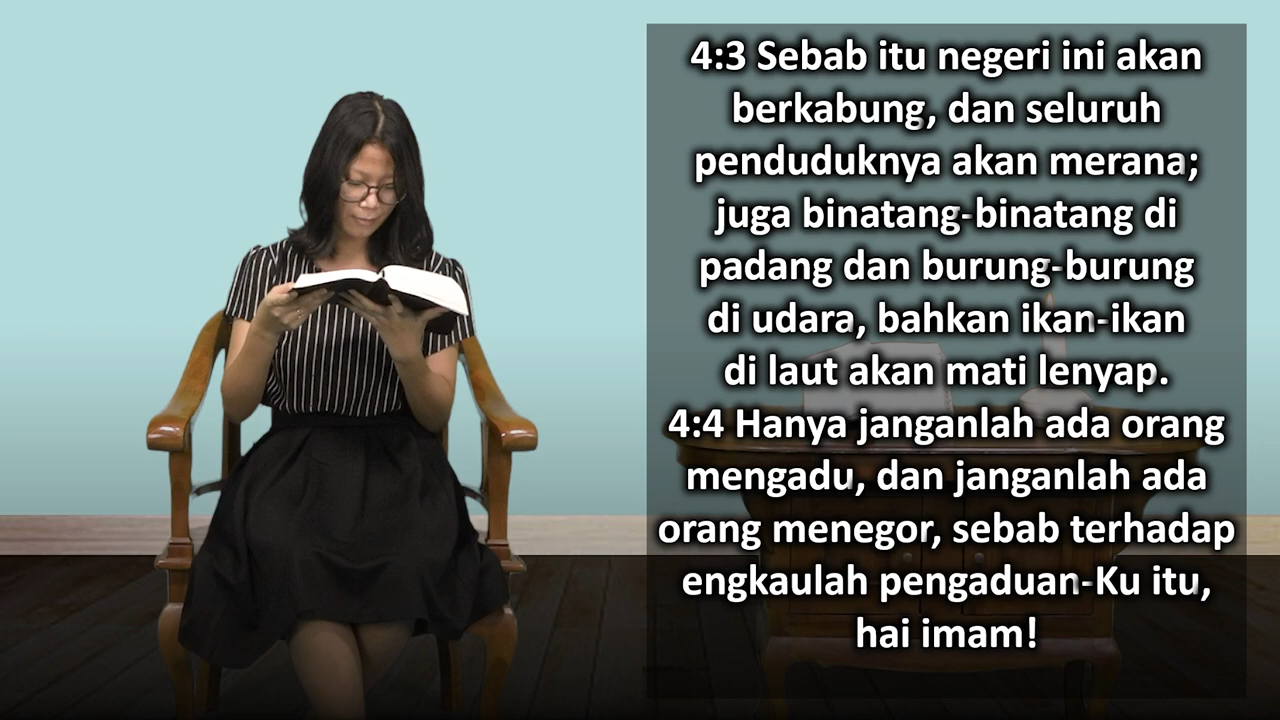 4:3 Sebab itu negeri ini akan
berkabung, dan seluruh
penduduknya akan merana;
juga binatang-binatang di
padang dan burung-burung
di udara, bahkan ikan-ikan
di laut akan mati lenyap.
4:4 Hanya janganlah ada orang
mengadu, dan janganlah ada
orang menegor, sebab terhadap
engkaulah pengaduan-Ku itu,
hai imam!